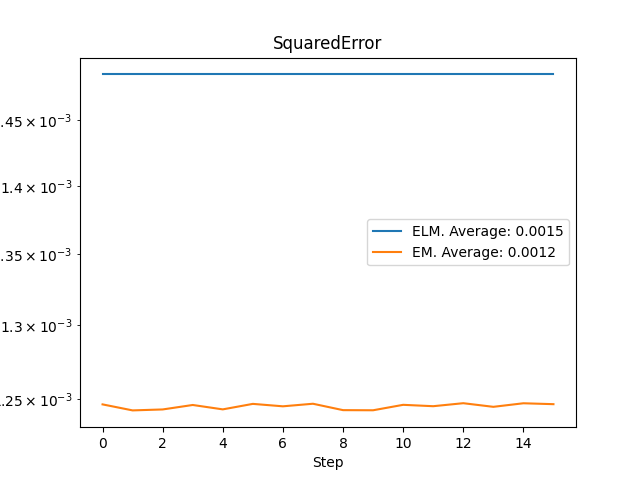 SquaredError
.45 × 10⁻³
1.4 × 10⁻³
.35 × 10⁻³
1.3 × 10⁻³
.25 × 10⁻³
ELM. Average: 0.0015
EM. Average: 0.0012
0 2 4 6 8 10 12 14
Step